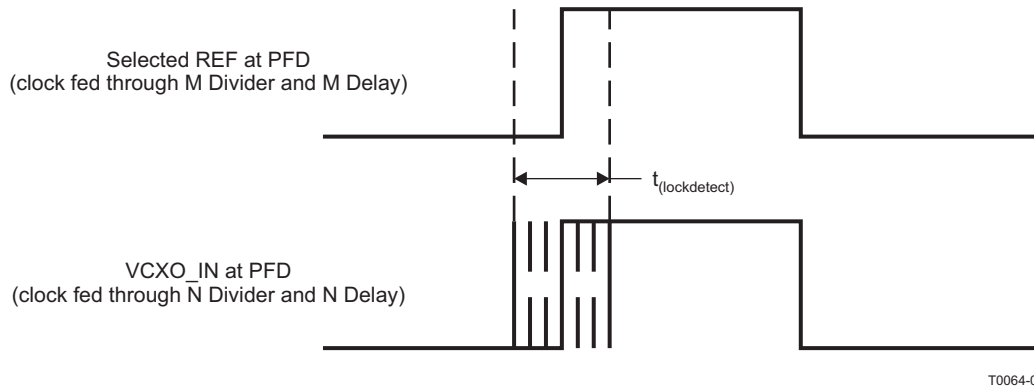 Selected REF at PFD
(clock fed through M Divider and M Delay)
t(lockdetect)
VCXO_IN at PFD
(clock fed through N Divider and N Delay)
T0064-0